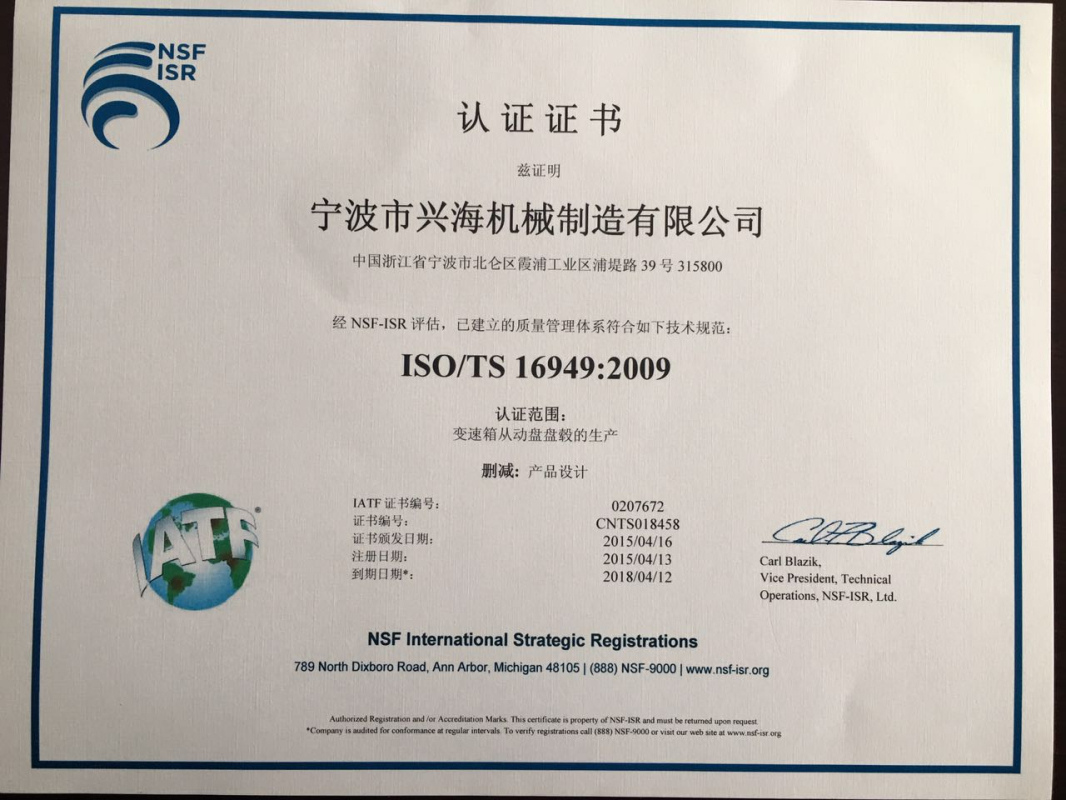 NSF
ISR
认证证书
兹证明
宁波市兴海机械制造有限公司
中国浙江省宁波市北仑区霞浦工业区浦堤路 39 号 315800
经 NSF-ISR 评估，已建立的质量管理体系符合如下技术规范：
ISO/TS 16949:2009
认证范围：
变速箱从动盘盘毂的生产
删减: 产品设计
IATF 证书编号： 0207672
证书编号： CNTS018458
证书颁发日期： 2015/04/16
注册日期： 2015/04/13
到期日期*： 2018/04/12
IATF®
Carl Blazik
Carl Blazik,
Vice President, Technical
Operations, NSF-ISR, Ltd.
NSF International Strategic Registrations
789 North Dixboro Road, Ann Arbor, Michigan 48105 | (888) NSF-9000 | www.nsf-isr.org
Authorized Registration and /or Accreditation Marks. This certificate is property of NSF-ISR and must be returned upon request
*Company is audited for conformance at regular intervals. To verify registrations call (888) NSF-9000 or visit our web site at www.nsf-isr.org